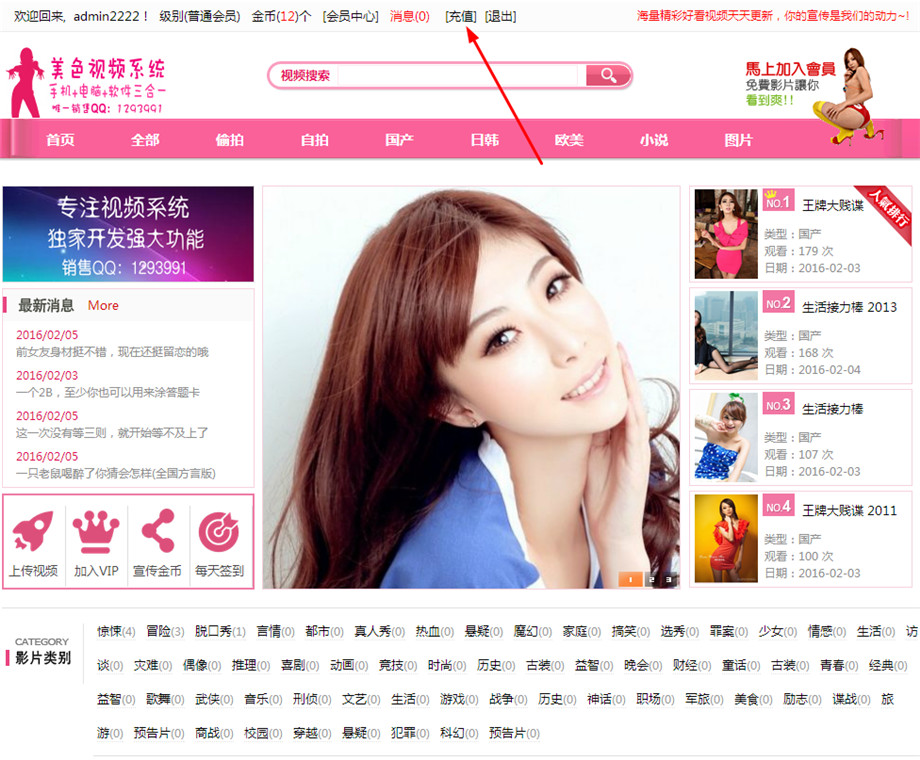 欢迎回来，admin2222！ 级别(普通会员) 金币(12)个 [会员中心] 消息(0) [充值] [退出]
海量精彩好看视频天天更新，你的宣传是我们的动力~!
美色视频系统
手机+电脑+软件三合一
唯一销售QQ：1293991
视频搜索
馬上加入會員
免費影片讓你
看到爽!!
首页 全部 偷拍 自拍 国产 日韩 欧美 小说 图片
专注视频系统
独家开发强大功能
销售QQ：1293991
最新消息 More
2016/02/05
前女友身材挺不错，现在还挺留恋的哦
2016/02/03
一个2B，至少你也可以用来涂答题卡
2016/02/05
这一次没有等三则，就开始等不及上了
2016/02/05
一只老鼠喝醉了你猜会怎样(全国方言版)
上传视频 加入VIP 宣传金币 每天签到
1 2 3
人氣排行
NO.1 王牌大贱谍
类型：国产
观看：179 次
日期：2016-02-03
NO.2 生活接力棒 2013
类型：国产
观看：168 次
日期：2016-02-04
NO.3 生活接力棒
类型：国产
观看：107 次
日期：2016-02-03
NO.4 王牌大贱谍 2011
类型：国产
观看：100 次
日期：2016-02-03
CATEGORY
影片类别
惊悚(4) 冒险(3) 脱口秀(1) 言情(0) 都市(0) 真人秀(0) 热血(0) 悬疑(0) 魔幻(0) 家庭(0) 搞笑(0) 选秀(0) 罪案(0) 少女(0) 情感(0) 生活(0) 访
谈(0) 灾难(0) 偶像(0) 推理(0) 喜剧(0) 动画(0) 竞技(0) 时尚(0) 历史(0) 古装(0) 益智(0) 晚会(0) 财经(0) 童话(0) 古装(0) 青春(0) 经典(0)
益智(0) 歌舞(0) 武侠(0) 音乐(0) 刑侦(0) 文艺(0) 生活(0) 游戏(0) 战争(0) 历史(0) 神话(0) 职场(0) 军旅(0) 美食(0) 励志(0) 谍战(0) 旅
游(0) 预告片(0) 商战(0) 校园(0) 穿越(0) 悬疑(0) 犯罪(0) 科幻(0) 预告片(0)